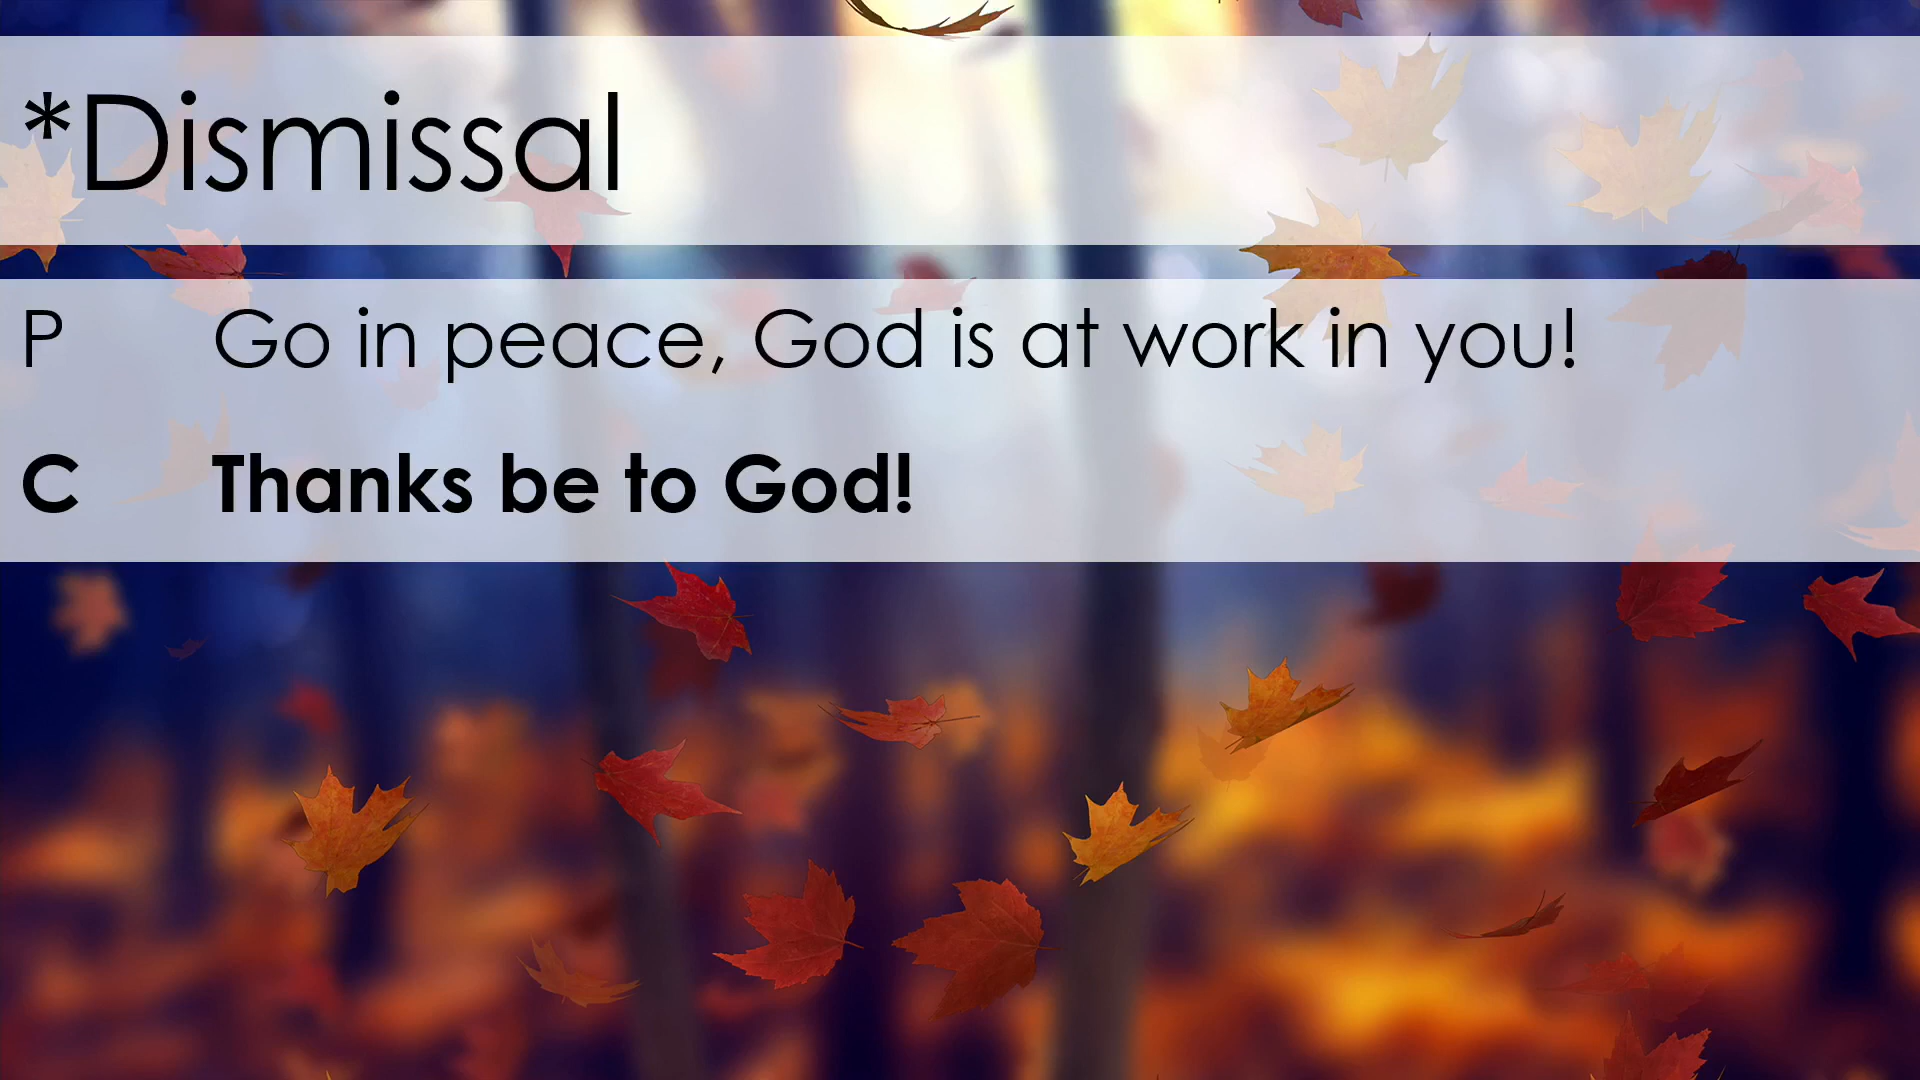 *Dismissal
P Go in peace, God is at work in you!
C Thanks be to God!